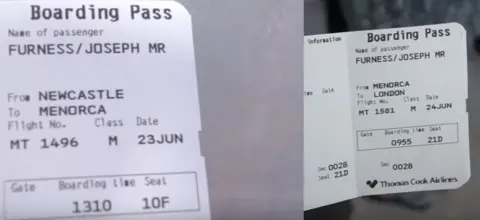 Boarding Pass
Name of passenger
FURNESS/JOSEPH MR
From NEWCASTLE
To MENORCA
Flight No. Class Date
MT 1496 M 23JUN
Gate Boarding time Seat
1310 10F
Information
Boarding Pass
Name of passenger
FURNESS/JOSEPH MR
From MENORCA
To LONDON
Flight No. Class Date
MT 1581 M 24JUN
Gate
Gate Boarding time Seat
0955 21D
Sec 0028
Seat 21D
Sec 0028
Thomas Cook Airlines